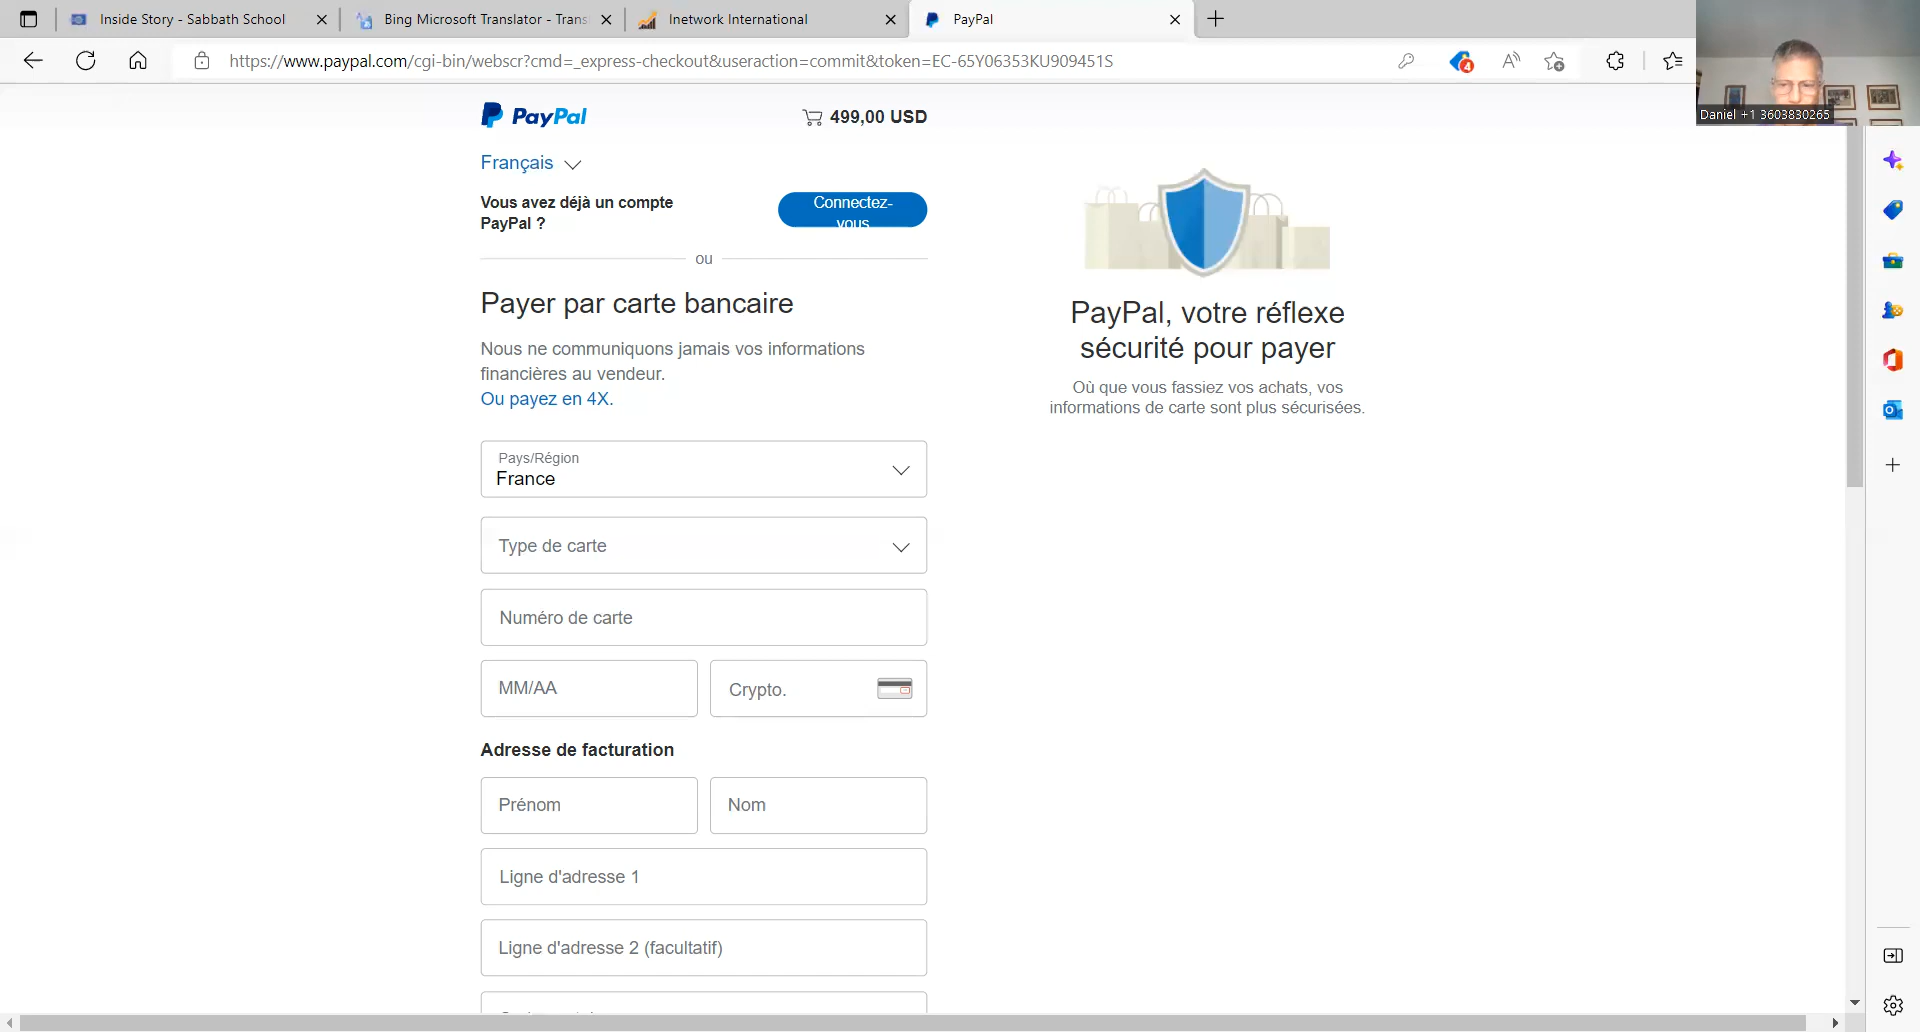 Inside Story - Sabbath School
Bing Microsoft Translator - Trans
Inetwork International
PayPal
https://www.paypal.com/cgi-bin/webscr?cmd=_express-checkout&useraction=commit&token=EC-65Y06353KU909451S
4
Daniel +1 3603830265
PayPal
499,00 USD
Français
Vous avez déjà un compte
PayPal ?
Connectez-
vous
ou
Payer par carte bancaire
Nous ne communiquons jamais vos informations
financières au vendeur.
Ou payez en 4X.
Pays/Région
France
Type de carte
Numéro de carte
MM/AA
Crypto.
Adresse de facturation
Prénom
Nom
Ligne d'adresse 1
Ligne d'adresse 2 (facultatif)
PayPal, votre réflexe
sécurité pour payer
Où que vous fassiez vos achats, vos
informations de carte sont plus sécurisées.